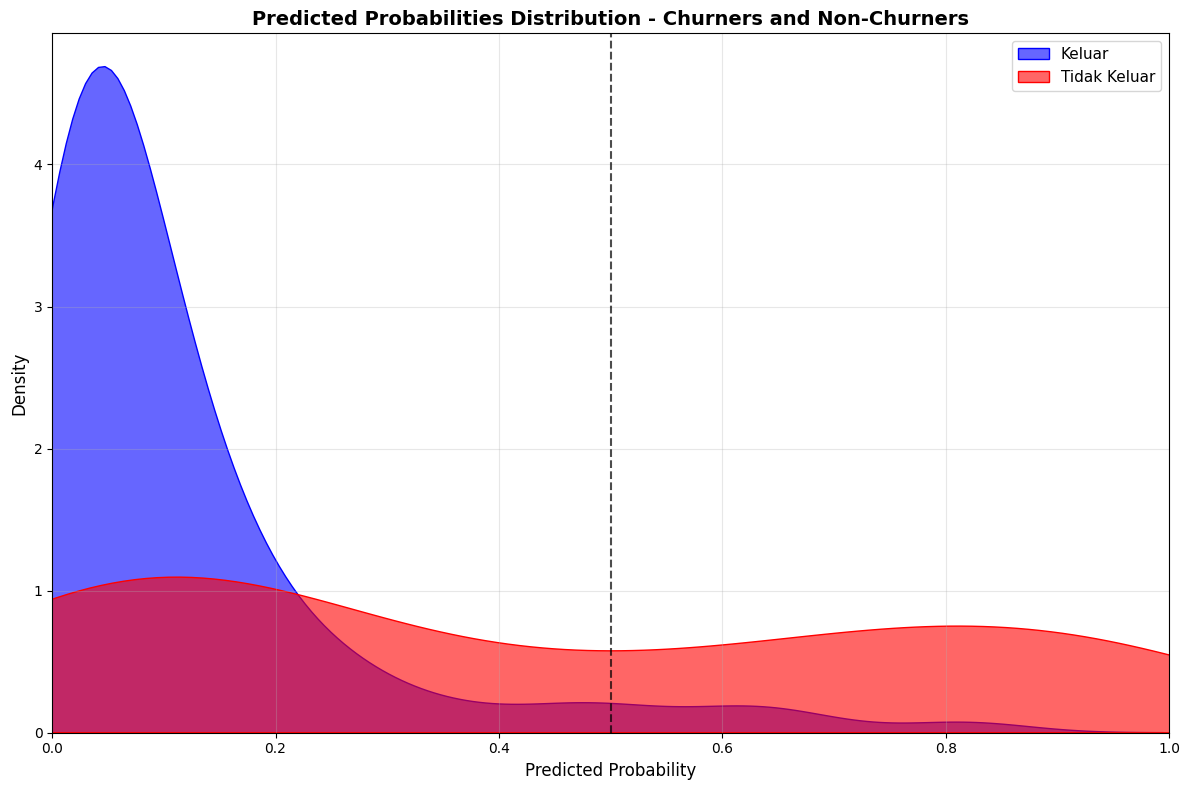 Predicted Probabilities Distribution - Churners and Non-Churners
Keluar
Tidak Keluar
Density
4
3
2
1
0
0.0
0.2
0.4
0.6
0.8
1.0
Predicted Probability